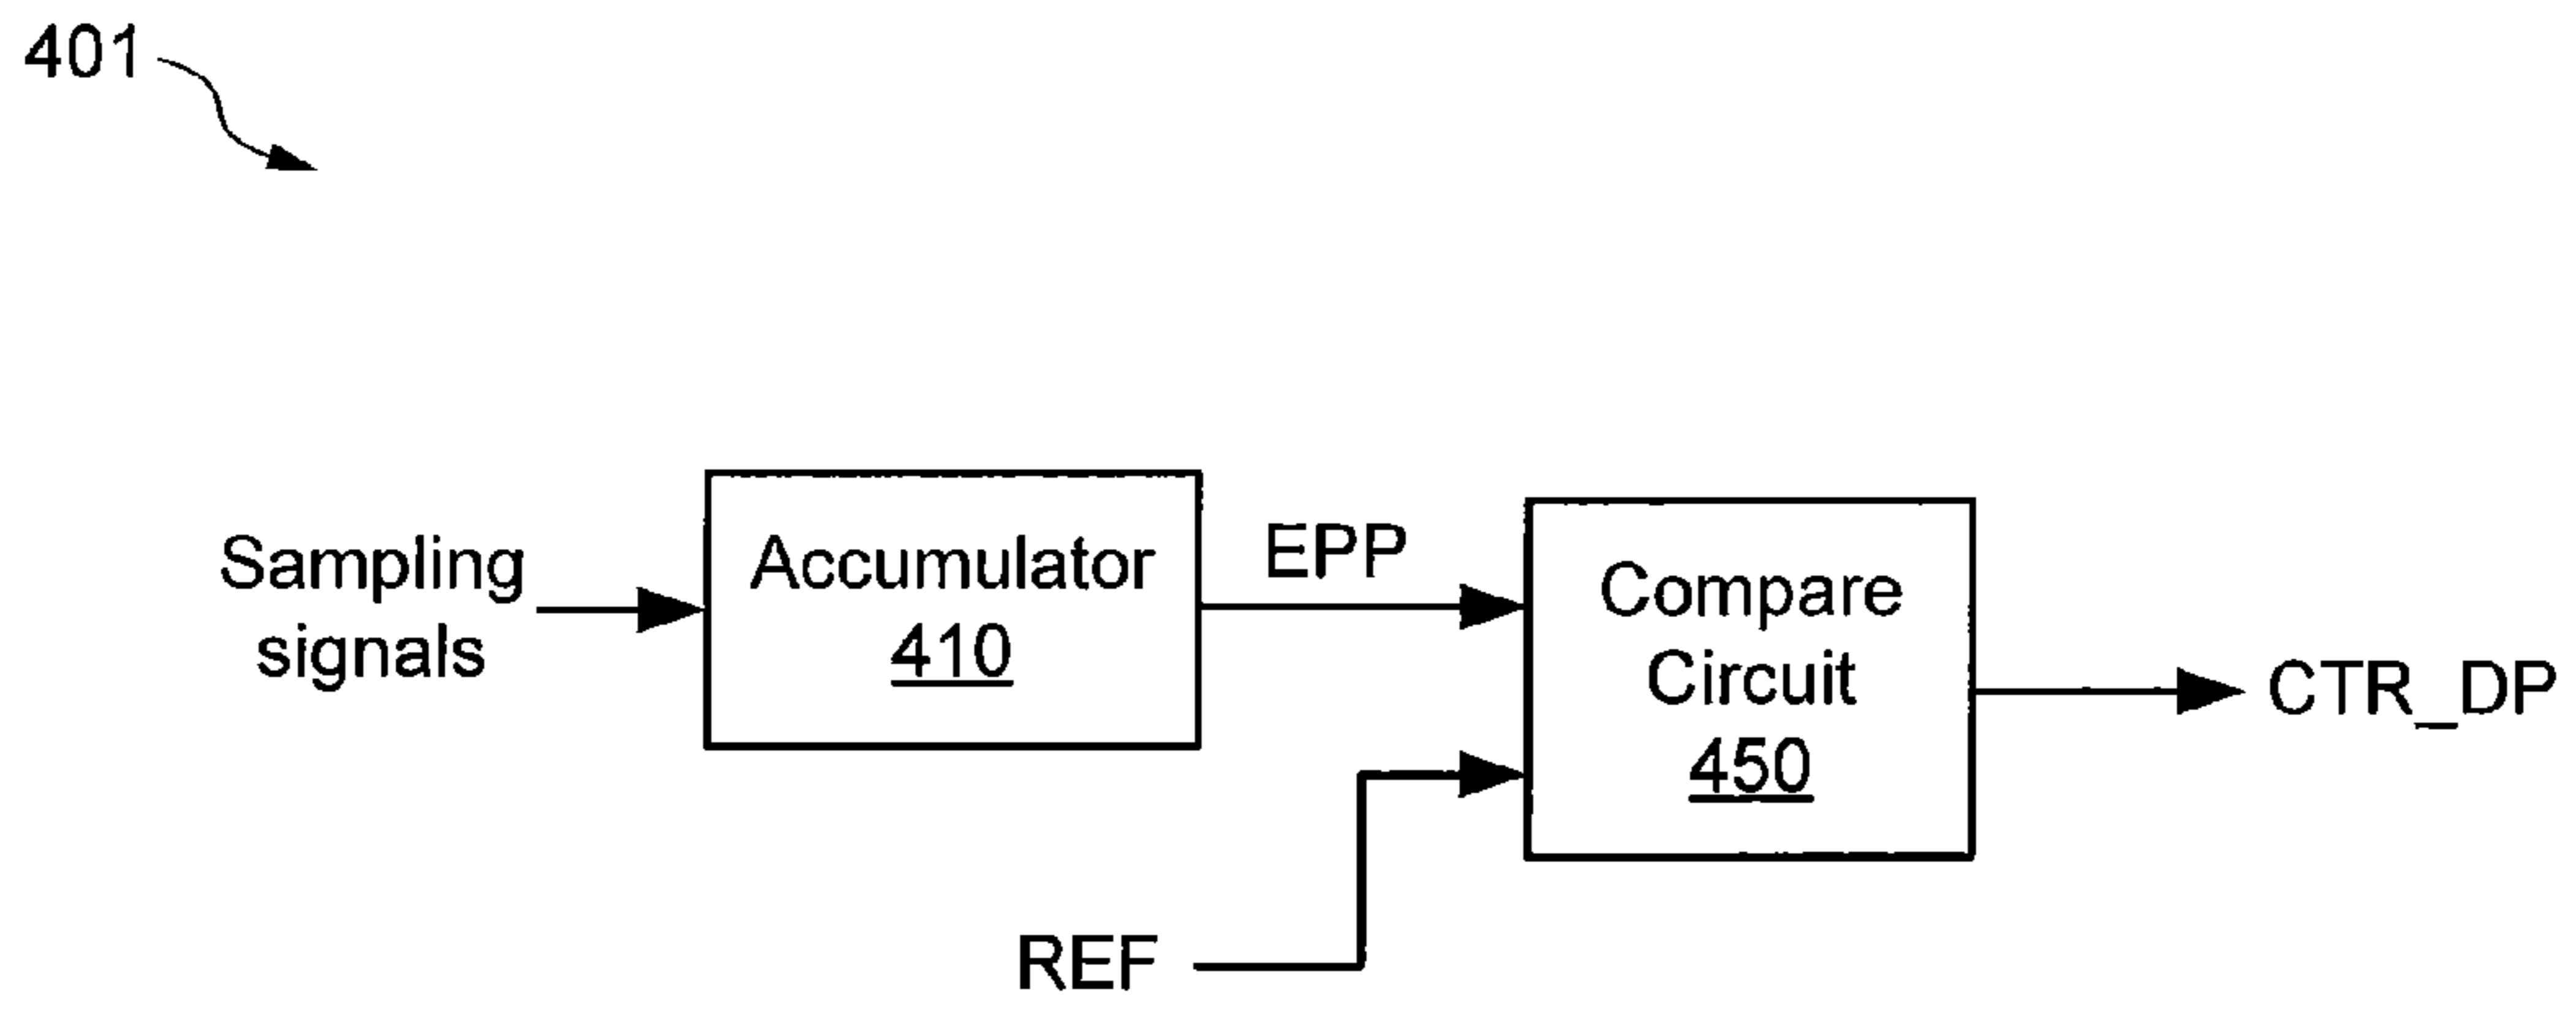 401
Sampling
signals
Accumulator
410
EPP
Compare
Circuit
450
CTR_DP
REF